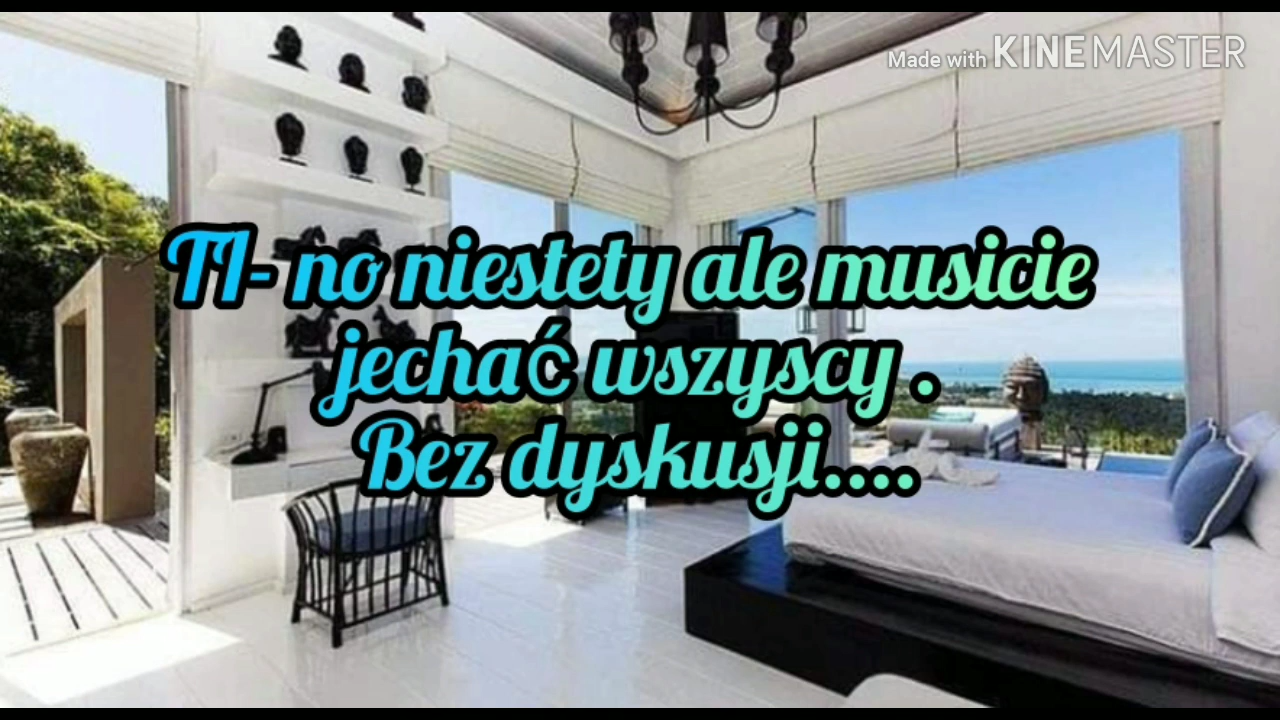 Made with KINEMASTER
TI- no niestety ale musicie
jechać wszyscy .
Bez dyskusji....